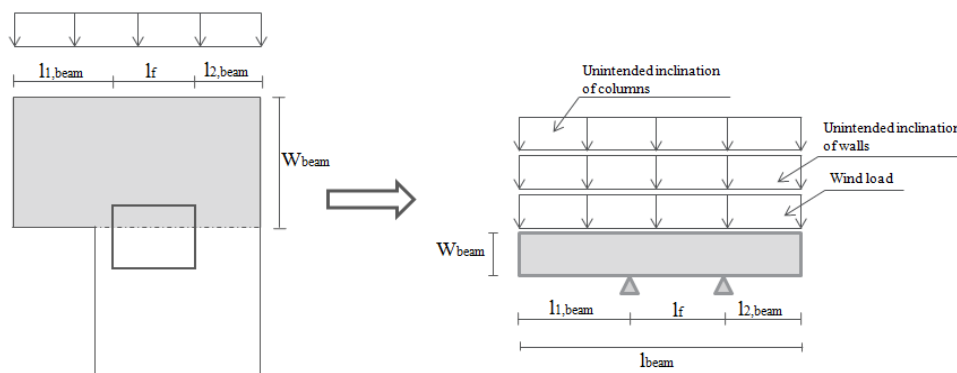 l1,beam
lf
l2,beam
Wbeam
Unintended inclination
of columns
Unintended inclination
of walls
Wind load
Wbeam
l1,beam
lf
l2,beam
lbeam